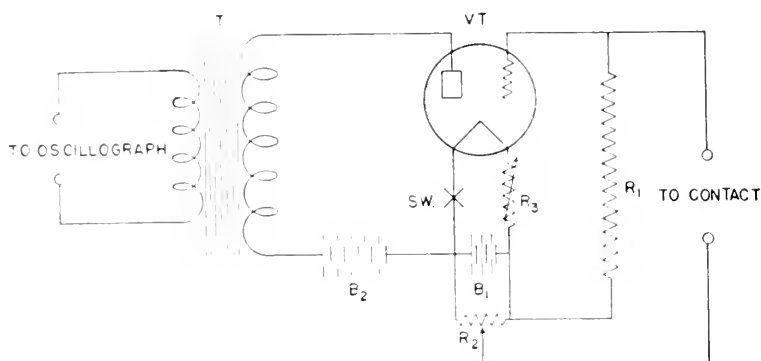 T
VT
TO OSCILLOGRAPH
SW.
R3
R1
TO CONTACT
B2
B1
R2